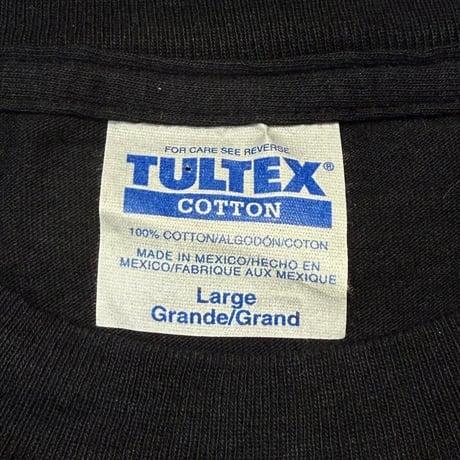 FOR CARE SEE REVERSE
TULTEX®
COTTON
100% COTTON/ALGODÓN/COTON
MADE IN MEXICO/HECHO EN
MEXICO/FABRIQUE AUX MEXIQUE
Large
Grande/Grand